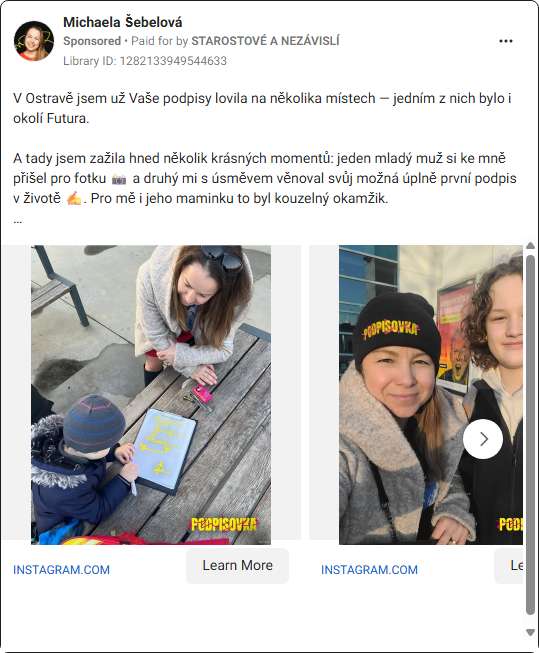 Michaela Šebelová
Sponsored • Paid for by STAROSTOVÉ A NEZÁVISLÍ
Library ID: 1282133949544633
V Ostravě jsem už Vaše podpisy lovila na několika místech — jedním z nich bylo i
okolí Futura.
A tady jsem zažila hned několik krásných momentů: jeden mladý muž si ke mně
přišel pro fotku 📸 a druhý mi s úsměvem věnoval svůj možná úplně první podpis
v životě ✍️. Pro mě i jeho maminku to byl kouzelný okamžik.
...
PODPISOVKA
PODPISOVKA
PODPI
INSTAGRAM.COM
Learn More
INSTAGRAM.COM
Le